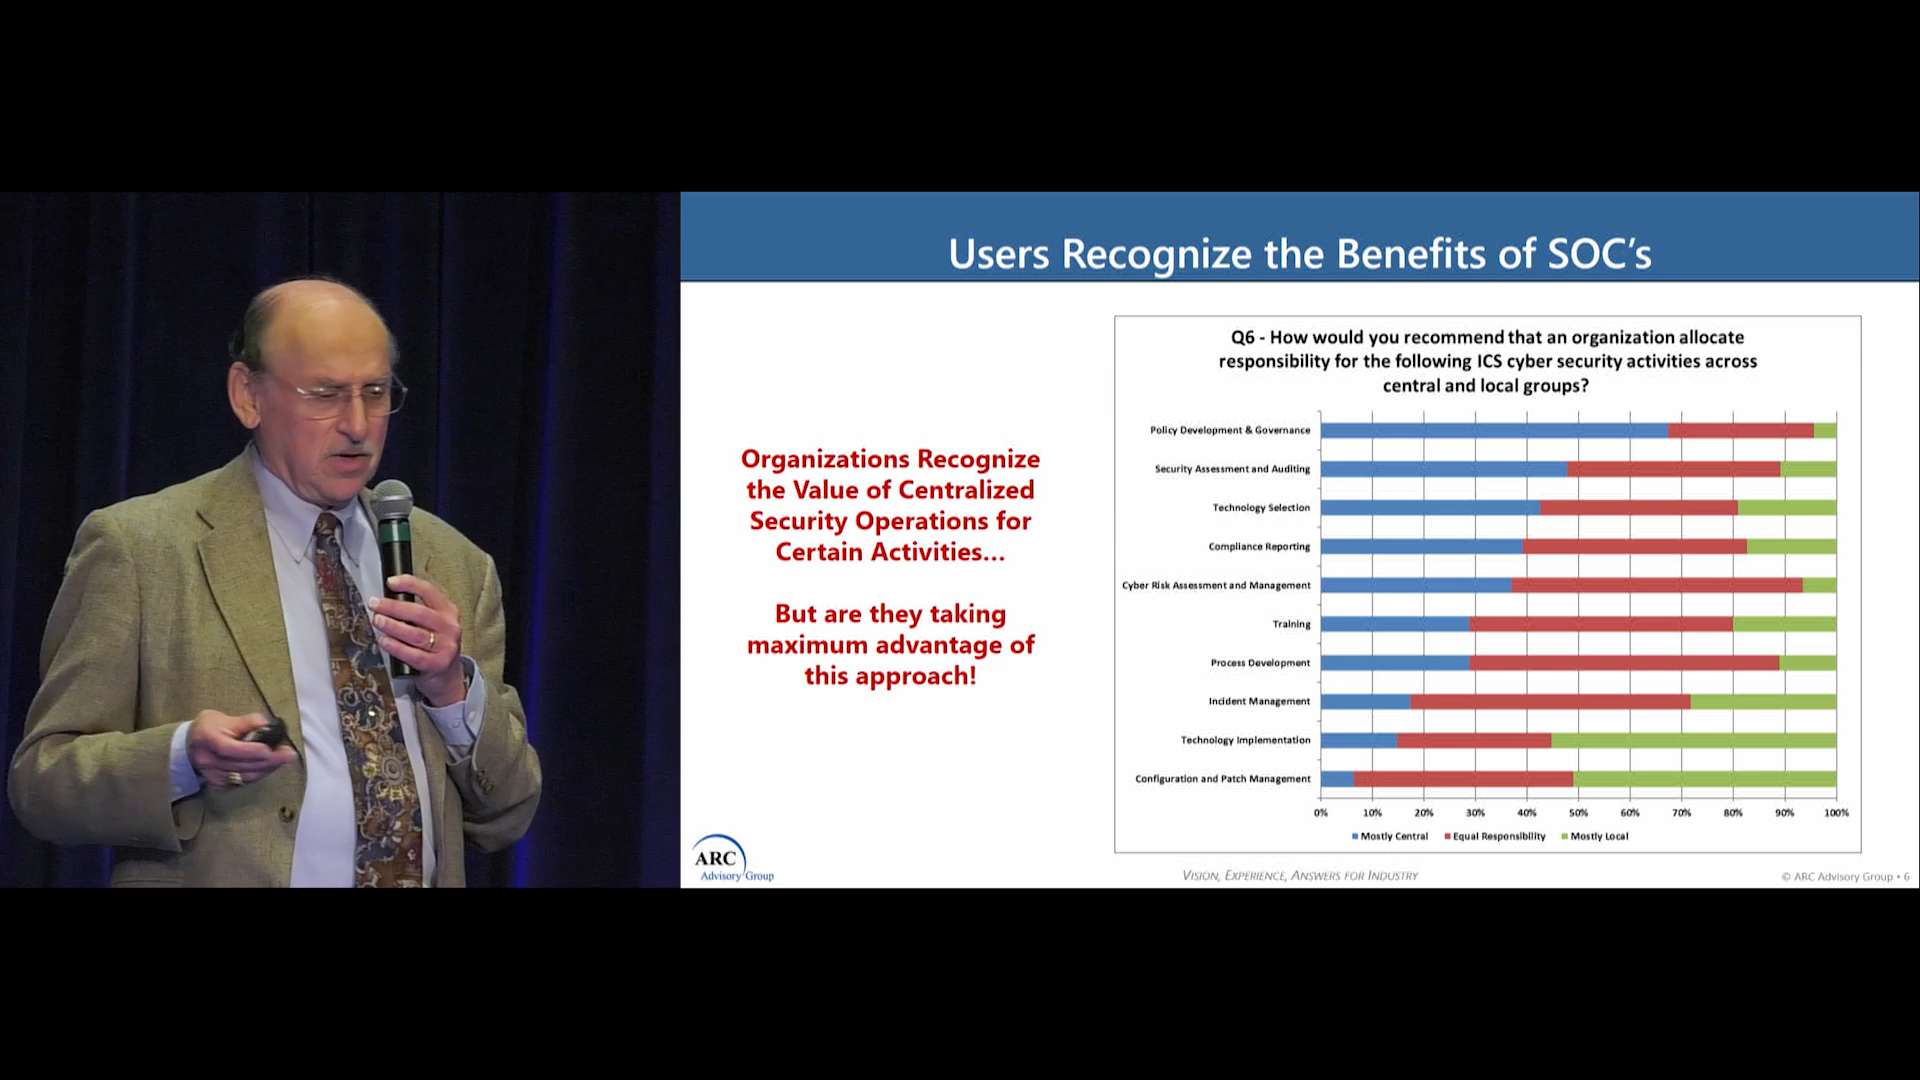 Users Recognize the Benefits of SOC's
Organizations Recognize
the Value of Centralized
Security Operations for
Certain Activities...
But are they taking
maximum advantage of
this approach!
Q6 - How would you recommend that an organization allocate
responsibility for the following ICS cyber security activities across
central and local groups?
Policy Development & Governance
Security Assessment and Auditing
Technology Selection
Compliance Reporting
Cyber Risk Assessment and Management
Training
Process Development
Incident Management
Technology Implementation
Configuration and Patch Management
0% 10% 20% 30% 40% 50% 60% 70% 80% 90% 100%
Mostly Central Equal Responsibility Mostly Local
ARC
Advisory Group
VISION, EXPERIENCE, ANSWERS FOR INDUSTRY
© ARC Advisory Group • 6